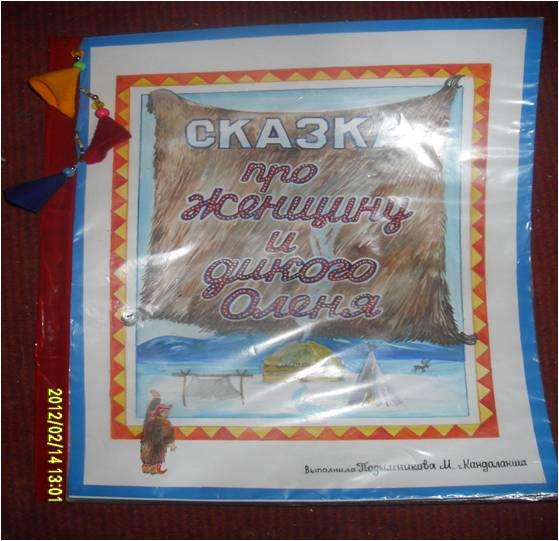 СКАЗКА
про
женщину
и
дикого
оленя
Выполнила Подымникова М. г.Кандалакша
2012/02/14 13:01